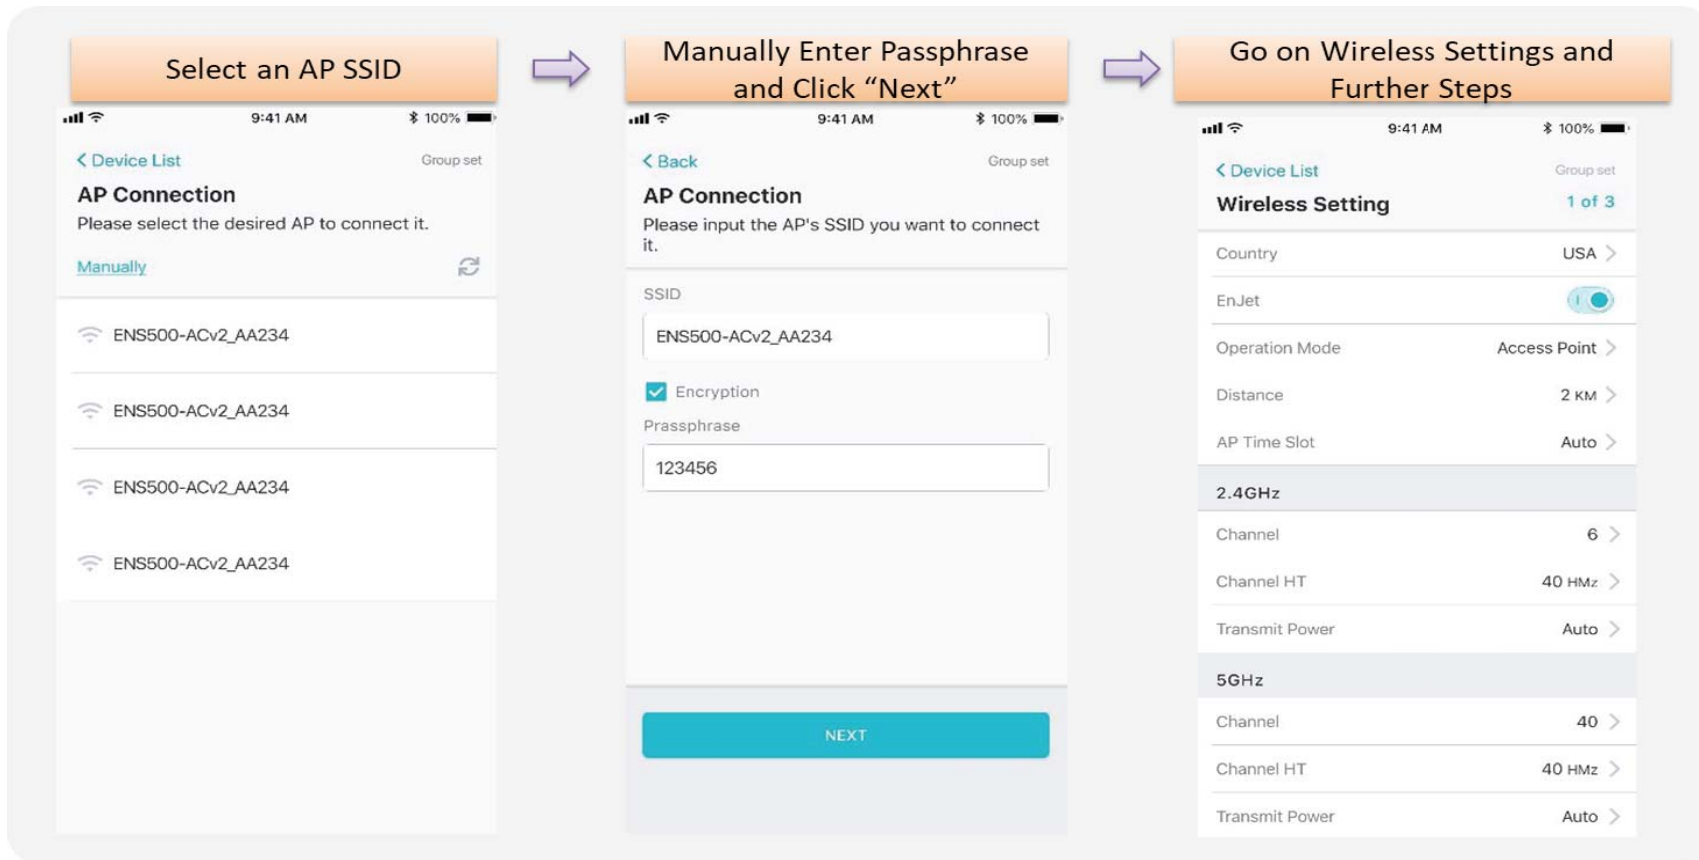 Select an AP SSID
9:41 AM
100%
Device List
Group set
AP Connection
Please select the desired AP to connect it.
Manually
ENS500-ACv2_AA234
ENS500-ACv2_AA234
ENS500-ACv2_AA234
ENS500-ACv2_AA234
Manually Enter Passphrase
and Click “Next”
9:41 AM
100%
Back
Group set
AP Connection
Please input the AP's SSID you want to connect
it.
SSID
ENS500-ACv2_AA234
Encryption
Prassphrase
123456
NEXT
Go on Wireless Settings and
Further Steps
9:41 AM
100%
Device List
Group set
Wireless Setting
1 of 3
Country
USA
EnJet
Operation Mode
Access Point
Distance
2 KM
AP Time Slot
Auto
2.4GHz
Channel
6
Channel HT
40 HMz
Transmit Power
Auto
5GHz
Channel
40
Channel HT
40 HMz
Transmit Power
Auto